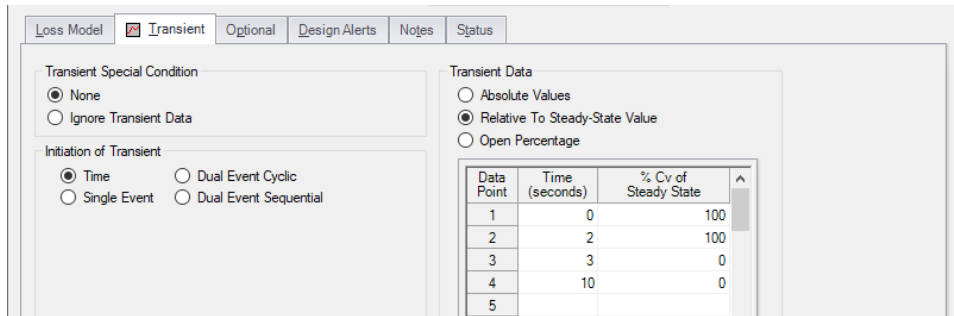 Loss Model Transient Optional Design Alerts Notes Status
Transient Special Condition
None
Ignore Transient Data
Initiation of Transient
Time Dual Event Cyclic
Single Event Dual Event Sequential
Transient Data
Absolute Values
Relative To Steady-State Value
Open Percentage
Data Point Time (seconds) % Cv of Steady State
1 0 100
2 2 100
3 3 0
4 10 0
5